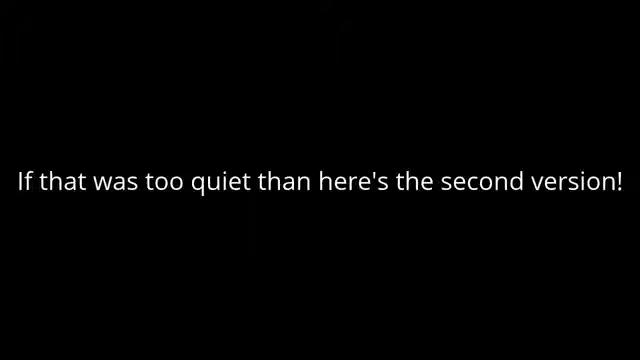 If that was too quiet than here's the second version!